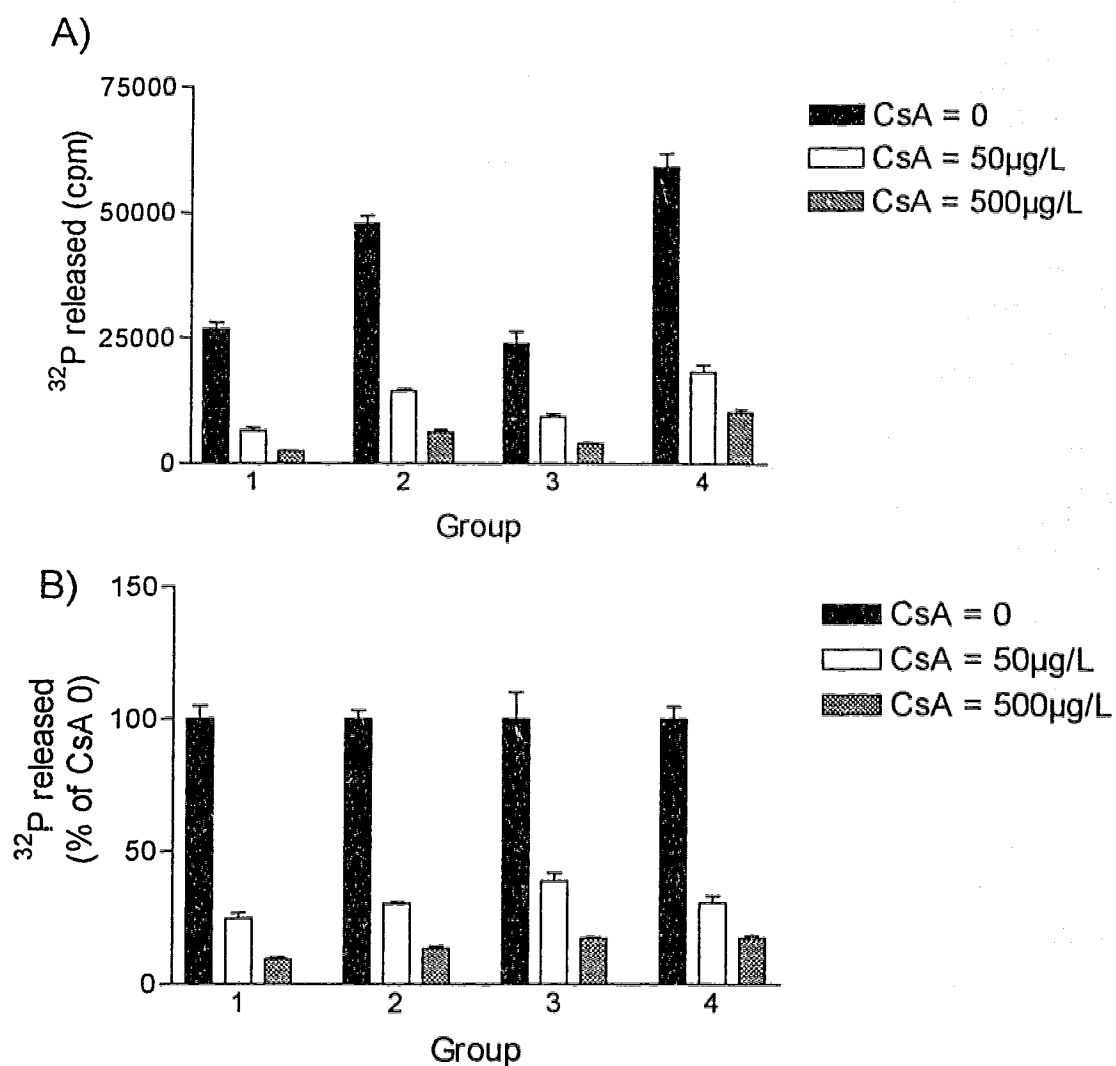 A)
75000
50000
25000
0
³²P released (cpm)
1 2 3 4
Group
CsA = 0
CsA = 50µg/L
CsA = 500µg/L
B)
150
100
50
0
³²P released
(% of CsA 0)
1 2 3 4
Group
CsA = 0
CsA = 50µg/L
CsA = 500µg/L